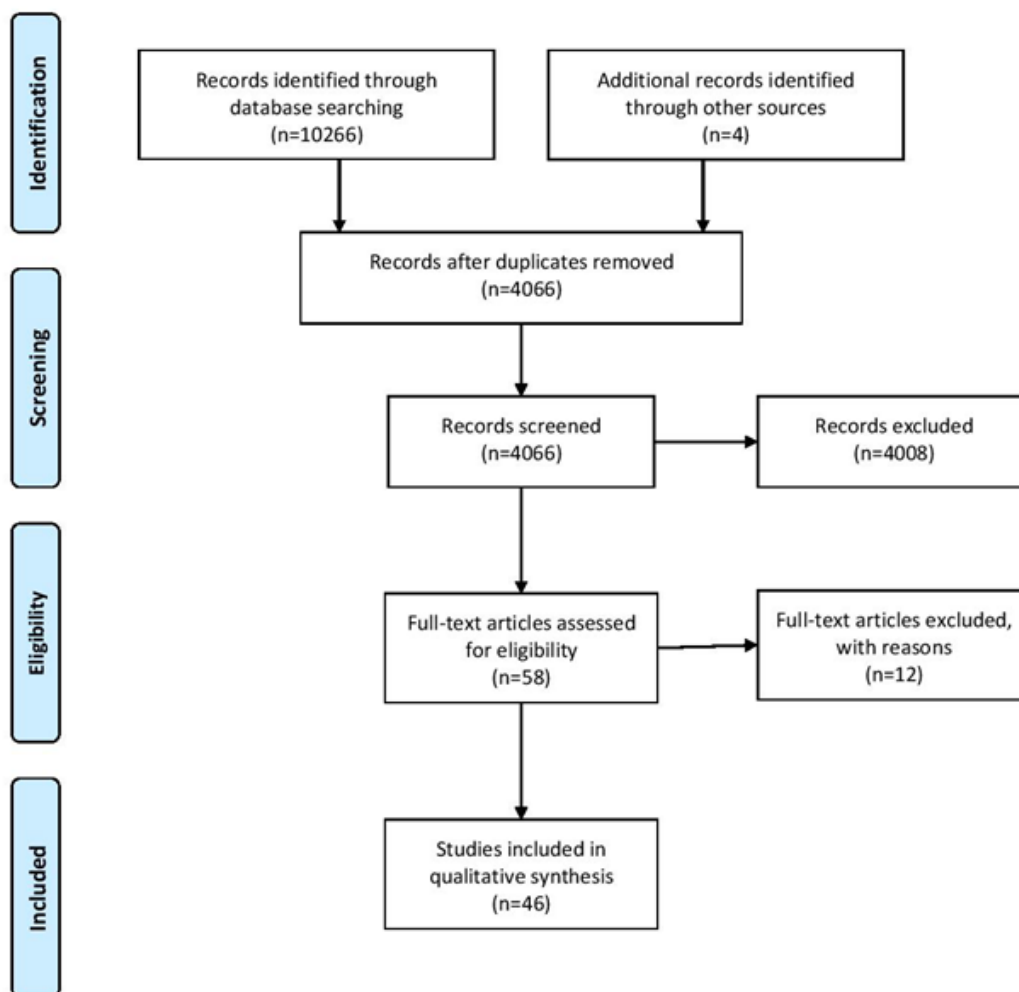 Identification
Records identified through
database searching
(n=10266)
Additional records identified
through other sources
(n=4)
Records after duplicates removed
(n=4066)
Screening
Records screened
(n=4066)
Records excluded
(n=4008)
Eligibility
Full-text articles assessed
for eligibility
(n=58)
Full-text articles excluded,
with reasons
(n=12)
Included
Studies included in
qualitative synthesis
(n=46)